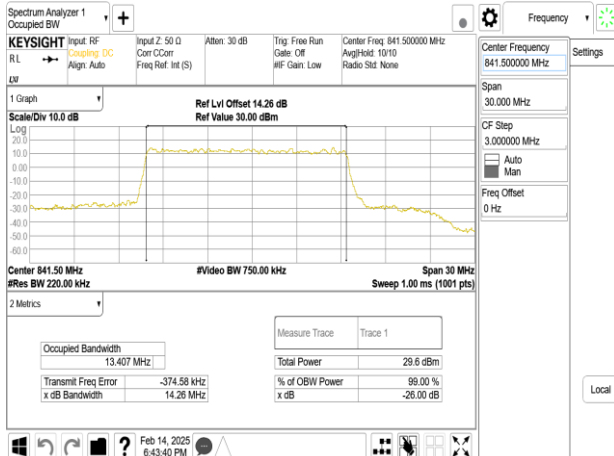 Spectrum Analyzer 1
Occupied BW
Frequency
KEYSIGHT
Input: RF
Coupling: DC
Align: Auto
Input Z: 50 Ω
Corr CCorr
Freq Ref: Int (S)
Atten: 30 dB
Trig: Free Run
Gate: Off
#IF Gain: Low
Center Freq: 841.500000 MHz
Avg|Hold: 10/10
Radio Std: None
RL
LXI
Center Frequency
841.500000 MHz
Settings
Span
30.000 MHz
CF Step
3.000000 MHz
Auto
Man
Freq Offset
0 Hz
Local
1 Graph
Scale/Div 10.0 dB
Ref Lvl Offset 14.26 dB
Ref Value 30.00 dBm
Log
20.0
10.0
0.00
-10.0
-20.0
-30.0
-40.0
-50.0
-60.0
Center 841.50 MHz
#Video BW 750.00 kHz
Span 30 MHz
#Res BW 220.00 kHz
Sweep 1.00 ms (1001 pts)
2 Metrics
Measure Trace
Trace 1
Occupied Bandwidth
13.407 MHz
Total Power
29.6 dBm
Transmit Freq Error
-374.58 kHz
% of OBW Power
99.00 %
x dB Bandwidth
14.26 MHz
x dB
-26.00 dB
Feb 14, 2025
6:43:40 PM